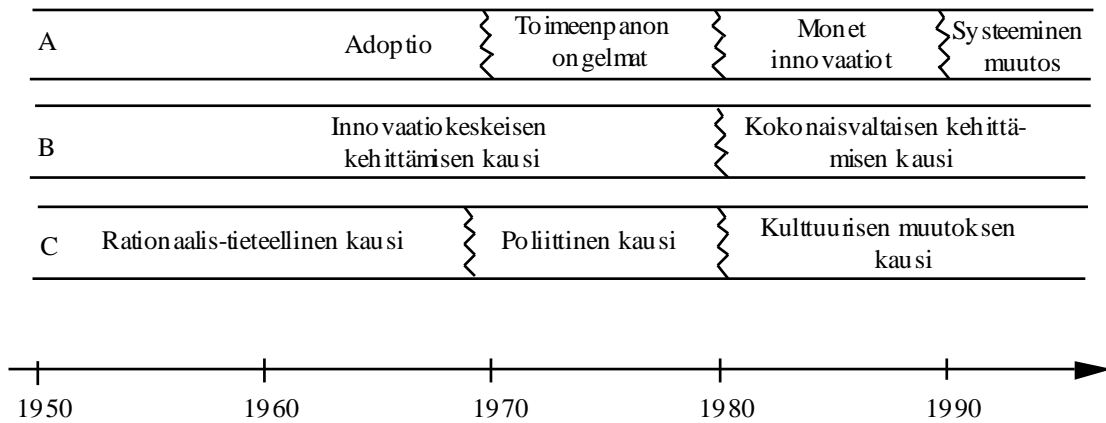 A
Adoptio
Toimeenpanon
ongelmat
Monet
innovaatiot
Systeeminen
muutos
B
Innovaatiokeskeisen
kehittämisen kausi
Kokonaisvaltaisen kehittä-
misen kausi
C
Rationaalis-tieteellinen kausi
Poliittinen kausi
Kulttuurisen muutoksen
kausi
1950 1960 1970 1980 1990